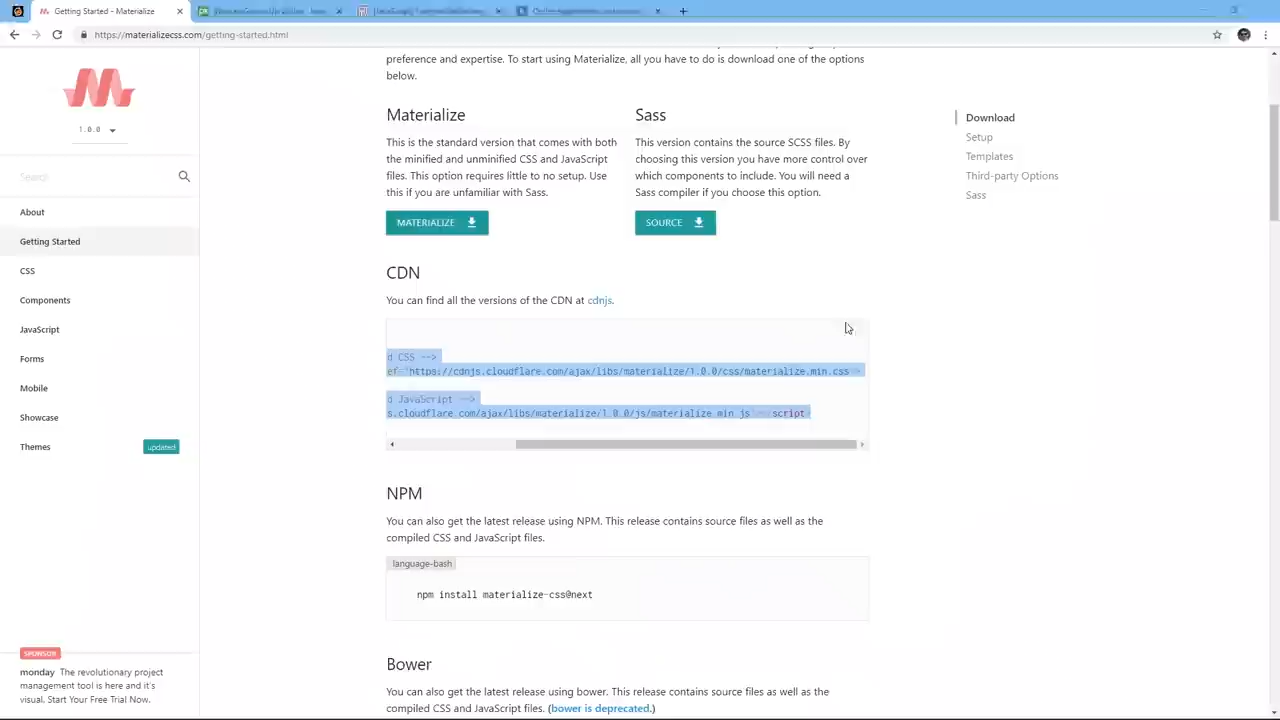 Getting Started - Materialize
https://materializecss.com/getting-started.html
1.0.0
Search
About
Getting Started
CSS
Components
JavaScript
Forms
Mobile
Showcase
Themes
updated
SPONSOR
monday The revolutionary project
management tool is here and it's
visual. Start Your Free Trial Now.
preference and expertise. To start using Materialize, all you have to do is download one of the options
below.
Materialize
This is the standard version that comes with both
the minified and unminified CSS and JavaScript
files. This option requires little to no setup. Use
this if you are unfamiliar with Sass.
MATERIALIZE
Sass
This version contains the source SCSS files. By
choosing this version you have more control over
which components to include. You will need a
Sass compiler if you choose this option.
SOURCE
CDN
You can find all the versions of the CDN at cdnjs.
d CSS -->
ef="https://cdnjs.cloudflare.com/ajax/libs/materialize/1.0.0/css/materialize.min.css">
d JavaScript -->
s.cloudflare.com/ajax/libs/materialize/1.0.0/js/materialize.min.js"></script>
NPM
You can also get the latest release using NPM. This release contains source files as well as the
compiled CSS and JavaScript files.
language-bash
npm install materialize-css@next
Bower
You can also get the latest release using bower. This release contains source files as well as the
compiled CSS and JavaScript files. (bower is deprecated.)
Download
Setup
Templates
Third-party Options
Sass